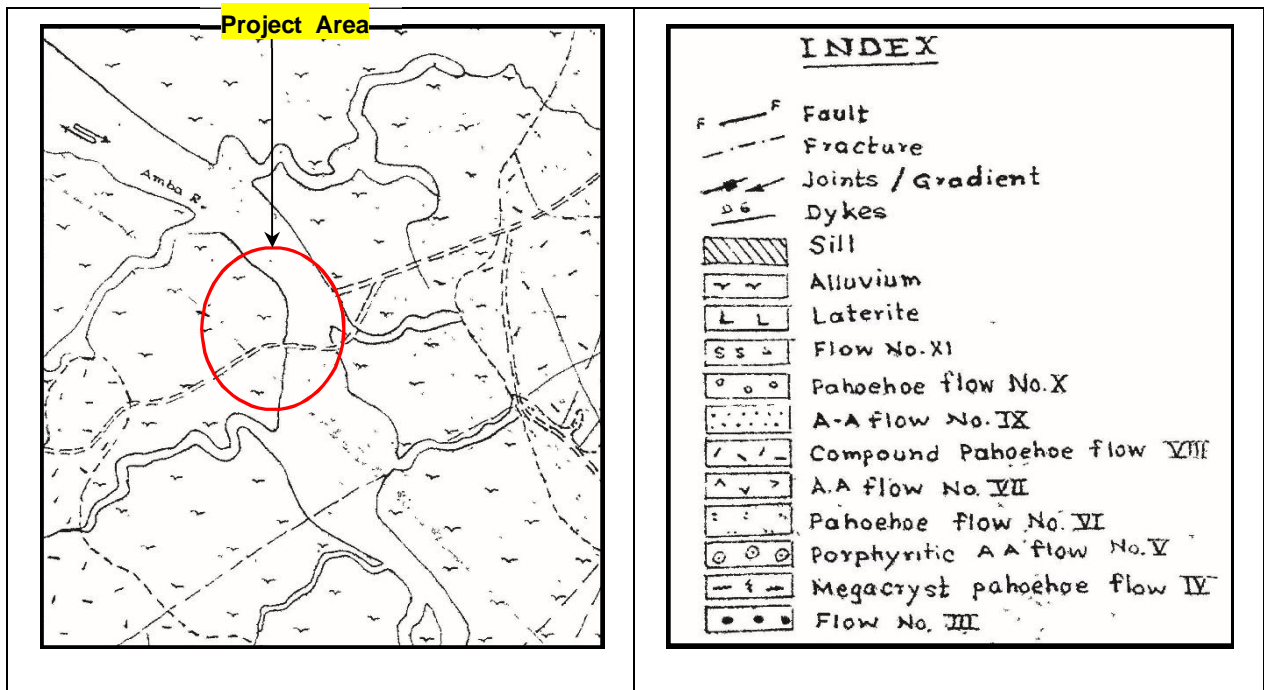 Project Area
Amba R.
INDEX
F F Fault
Fracture
Joints / Gradient
D6 Dykes
Sill
Alluvium
L L Laterite
S S S Flow No. XI
Pahoehoe flow No. X
A-A flow No. IX
Compound Pahoehoe flow VIII
A.A flow No. VII
Pahoehoe flow No. VI
Porphyritic AA flow No. V
Megacryst pahoehoe flow IV
Flow No. III